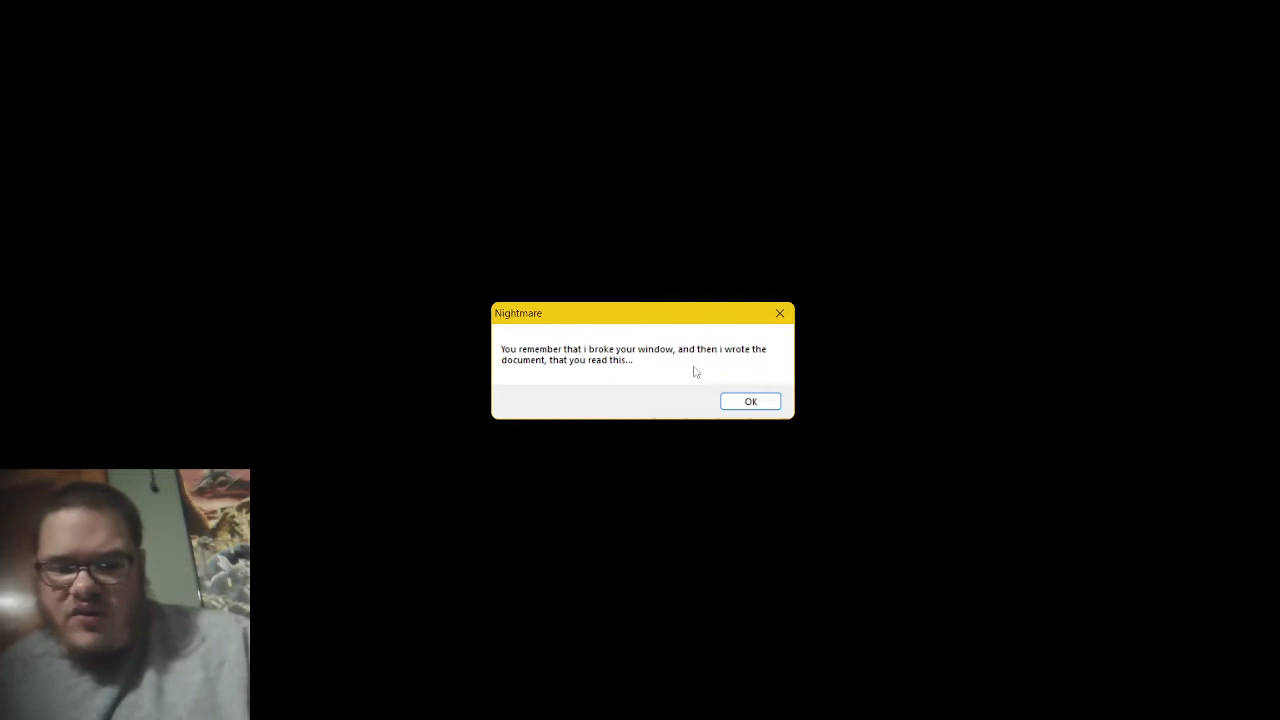 Nightmare
You remember that i broke your window, and then i wrote the
document, that you read this...
OK